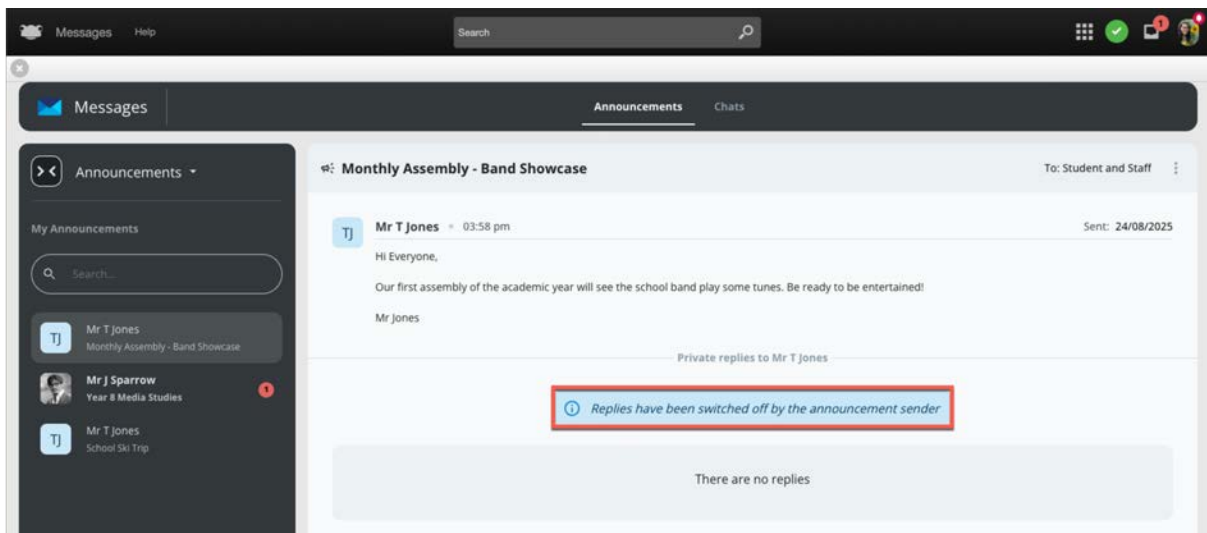 Messages Help Search 1
Messages Announcements Chats
Announcements
My Announcements
Search...
TJ Mr T Jones
Monthly Assembly - Band Showcase
Mr J Sparrow
Year 8 Media Studies 1
TJ Mr T Jones
School Ski Trip
Monthly Assembly - Band Showcase To: Student and Staff
TJ Mr T Jones 03:58 pm Sent: 24/08/2025
Hi Everyone,
Our first assembly of the academic year will see the school band play some tunes. Be ready to be entertained!
Mr Jones
Private replies to Mr T Jones
Replies have been switched off by the announcement sender
There are no replies